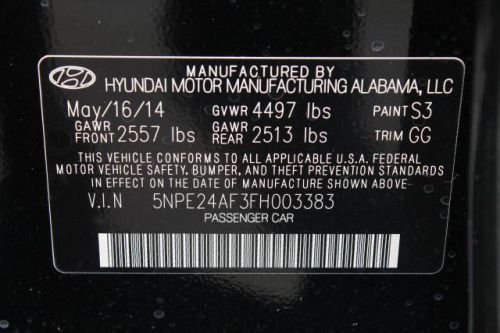 MANUFACTURED BY
HYUNDAI MOTOR MANUFACTURING ALABAMA, LLC
May/16/14 GVWR 4497 lbs PAINT S3
GAWR FRONT 2557 lbs GAWR REAR 2513 lbs TRIM GG
THIS VEHICLE CONFORMS TO ALL APPLICABLE U.S.A. FEDERAL
MOTOR VEHICLE SAFETY, BUMPER, AND THEFT PREVENTION STANDARDS
IN EFFECT ON THE DATE OF MANUFACTURE SHOWN ABOVE.
V.I.N 5NPE24AF3FH003383
PASSENGER CAR